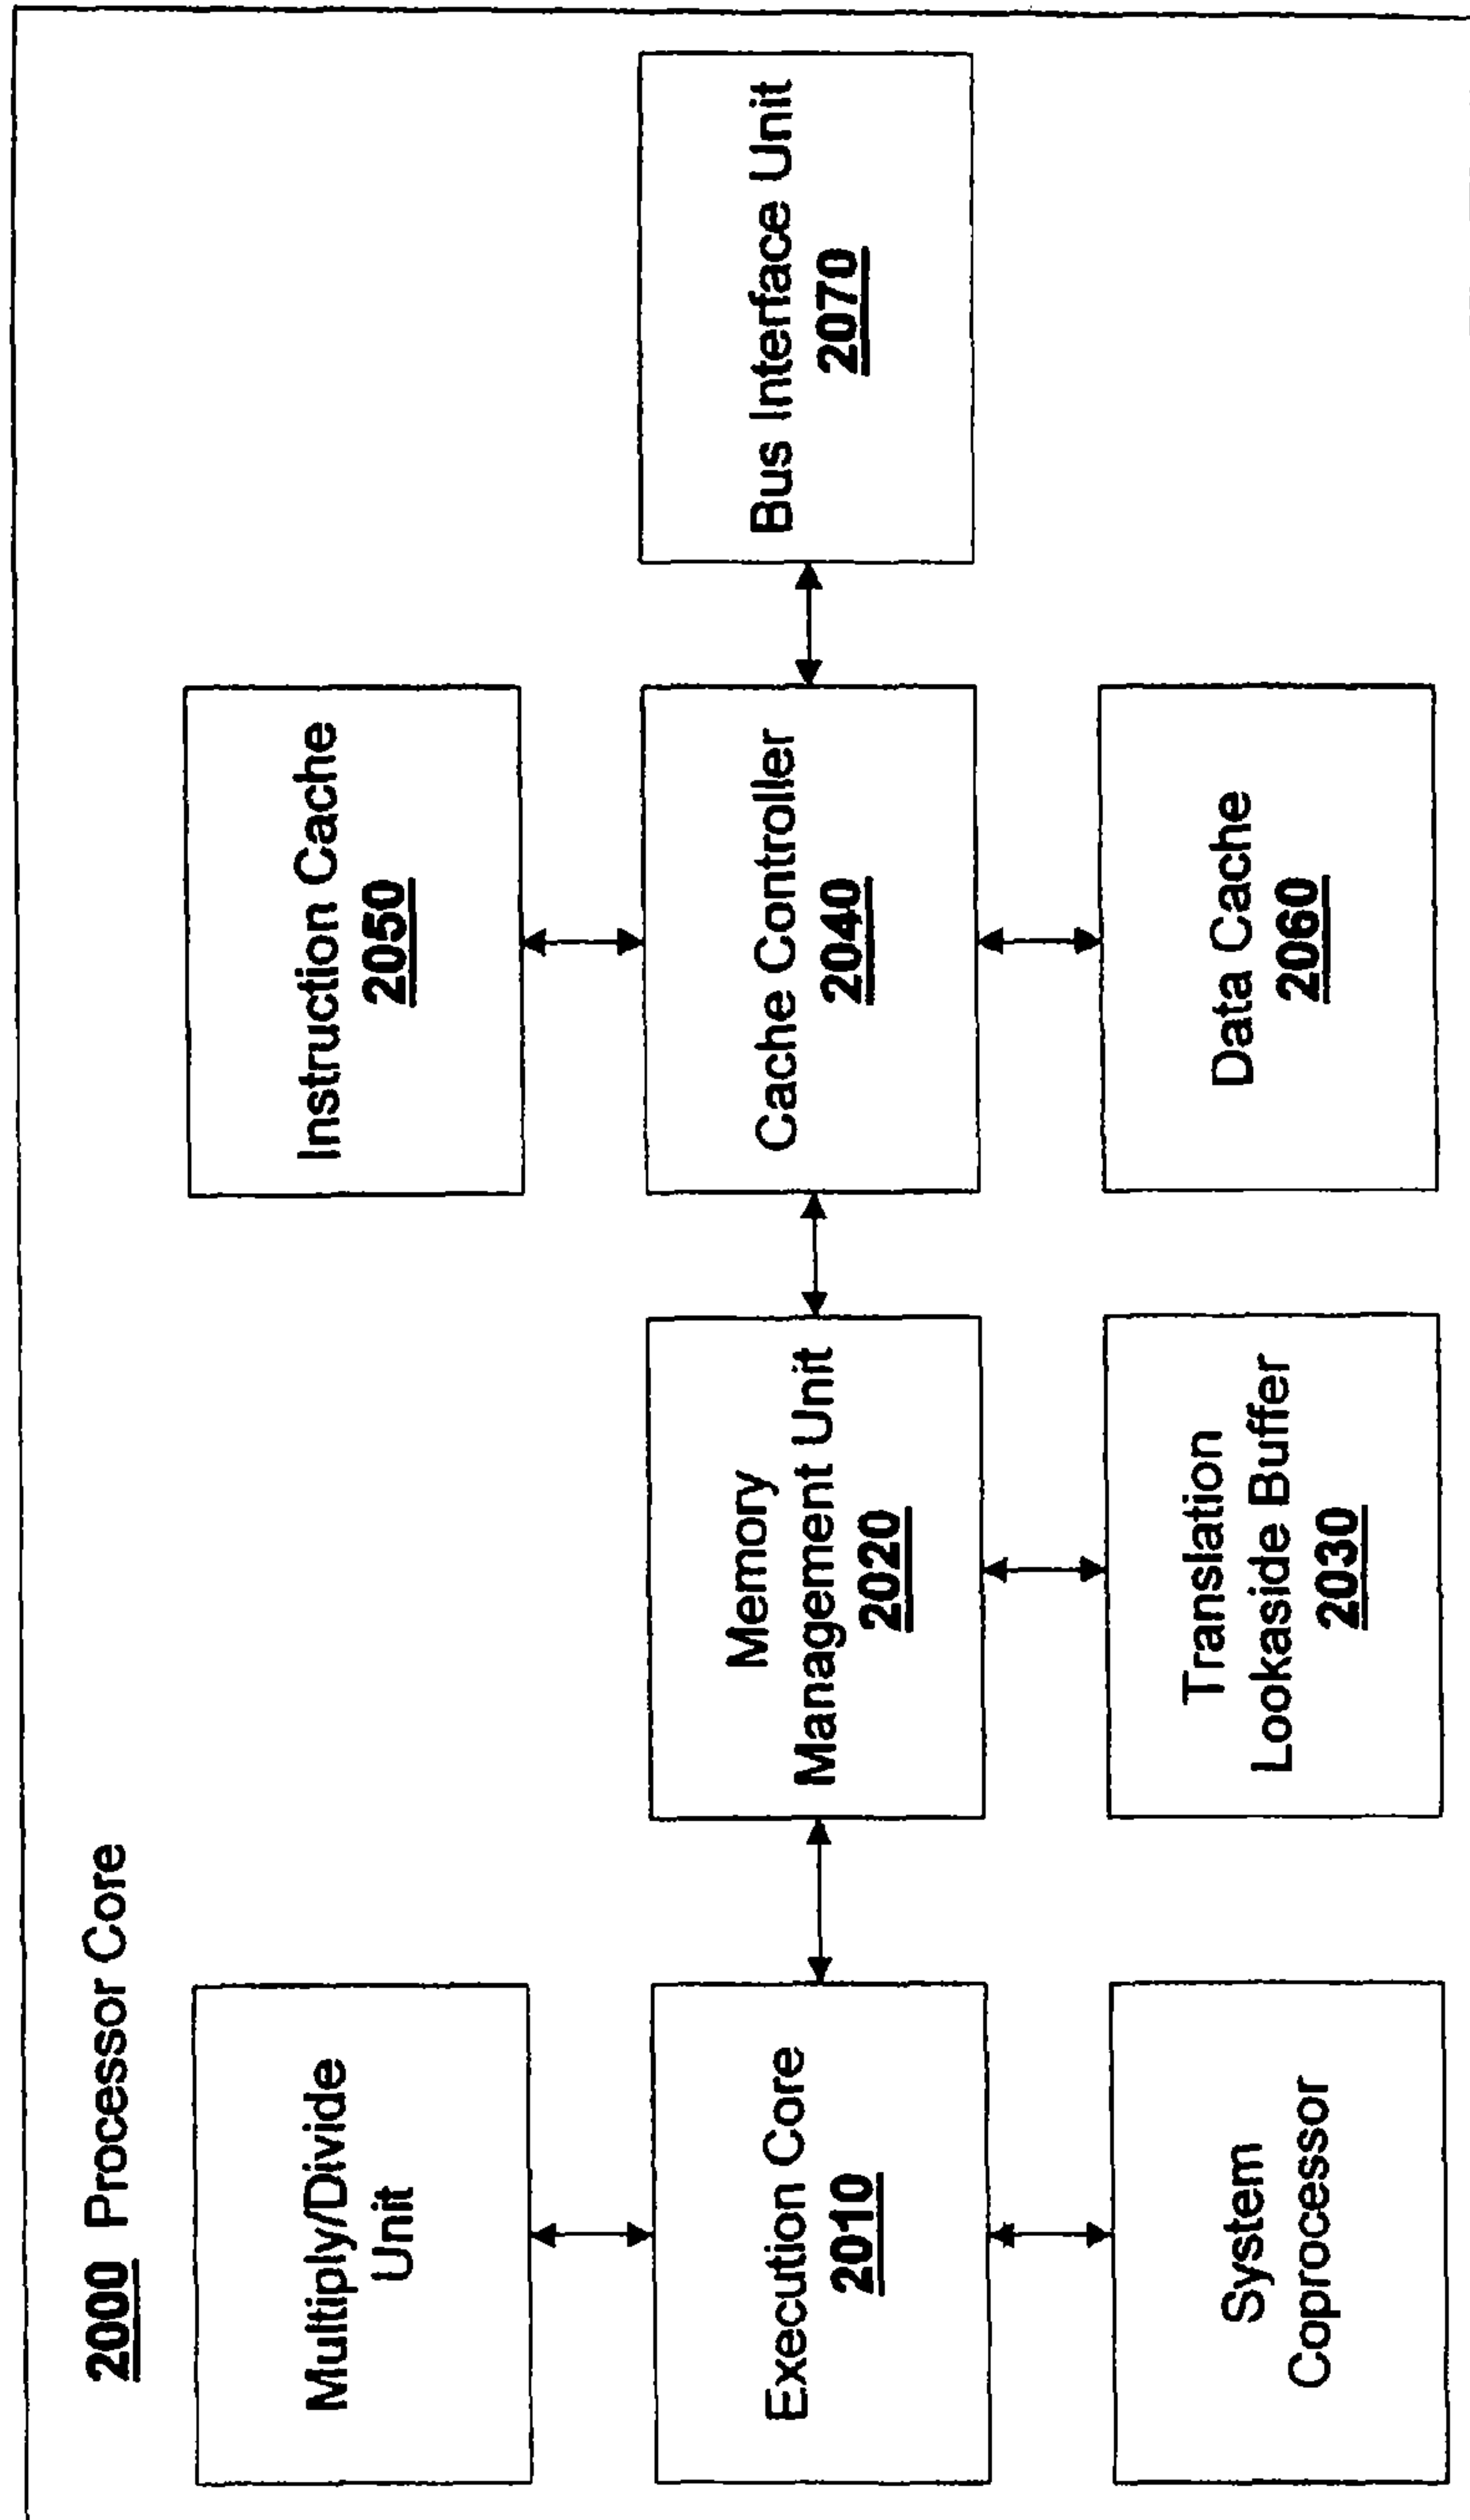 2000 Processor Core
Multiply/Divide
Unit
Instruction Cache
2050
Execution Core
2010
Memory
Management Unit
2020
Cache Controller
2040
Bus Interface Unit
2070
System
Coprocessor
Translation
Lookaside Buffer
2030
Data Cache
2060